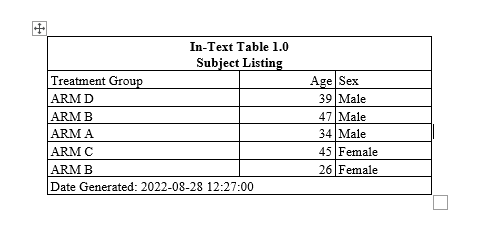 In-Text Table 1.0
Subject Listing
Treatment Group Age Sex
ARM D 39 Male
ARM B 47 Male
ARM A 34 Male
ARM C 45 Female
ARM B 26 Female
Date Generated: 2022-08-28 12:27:00